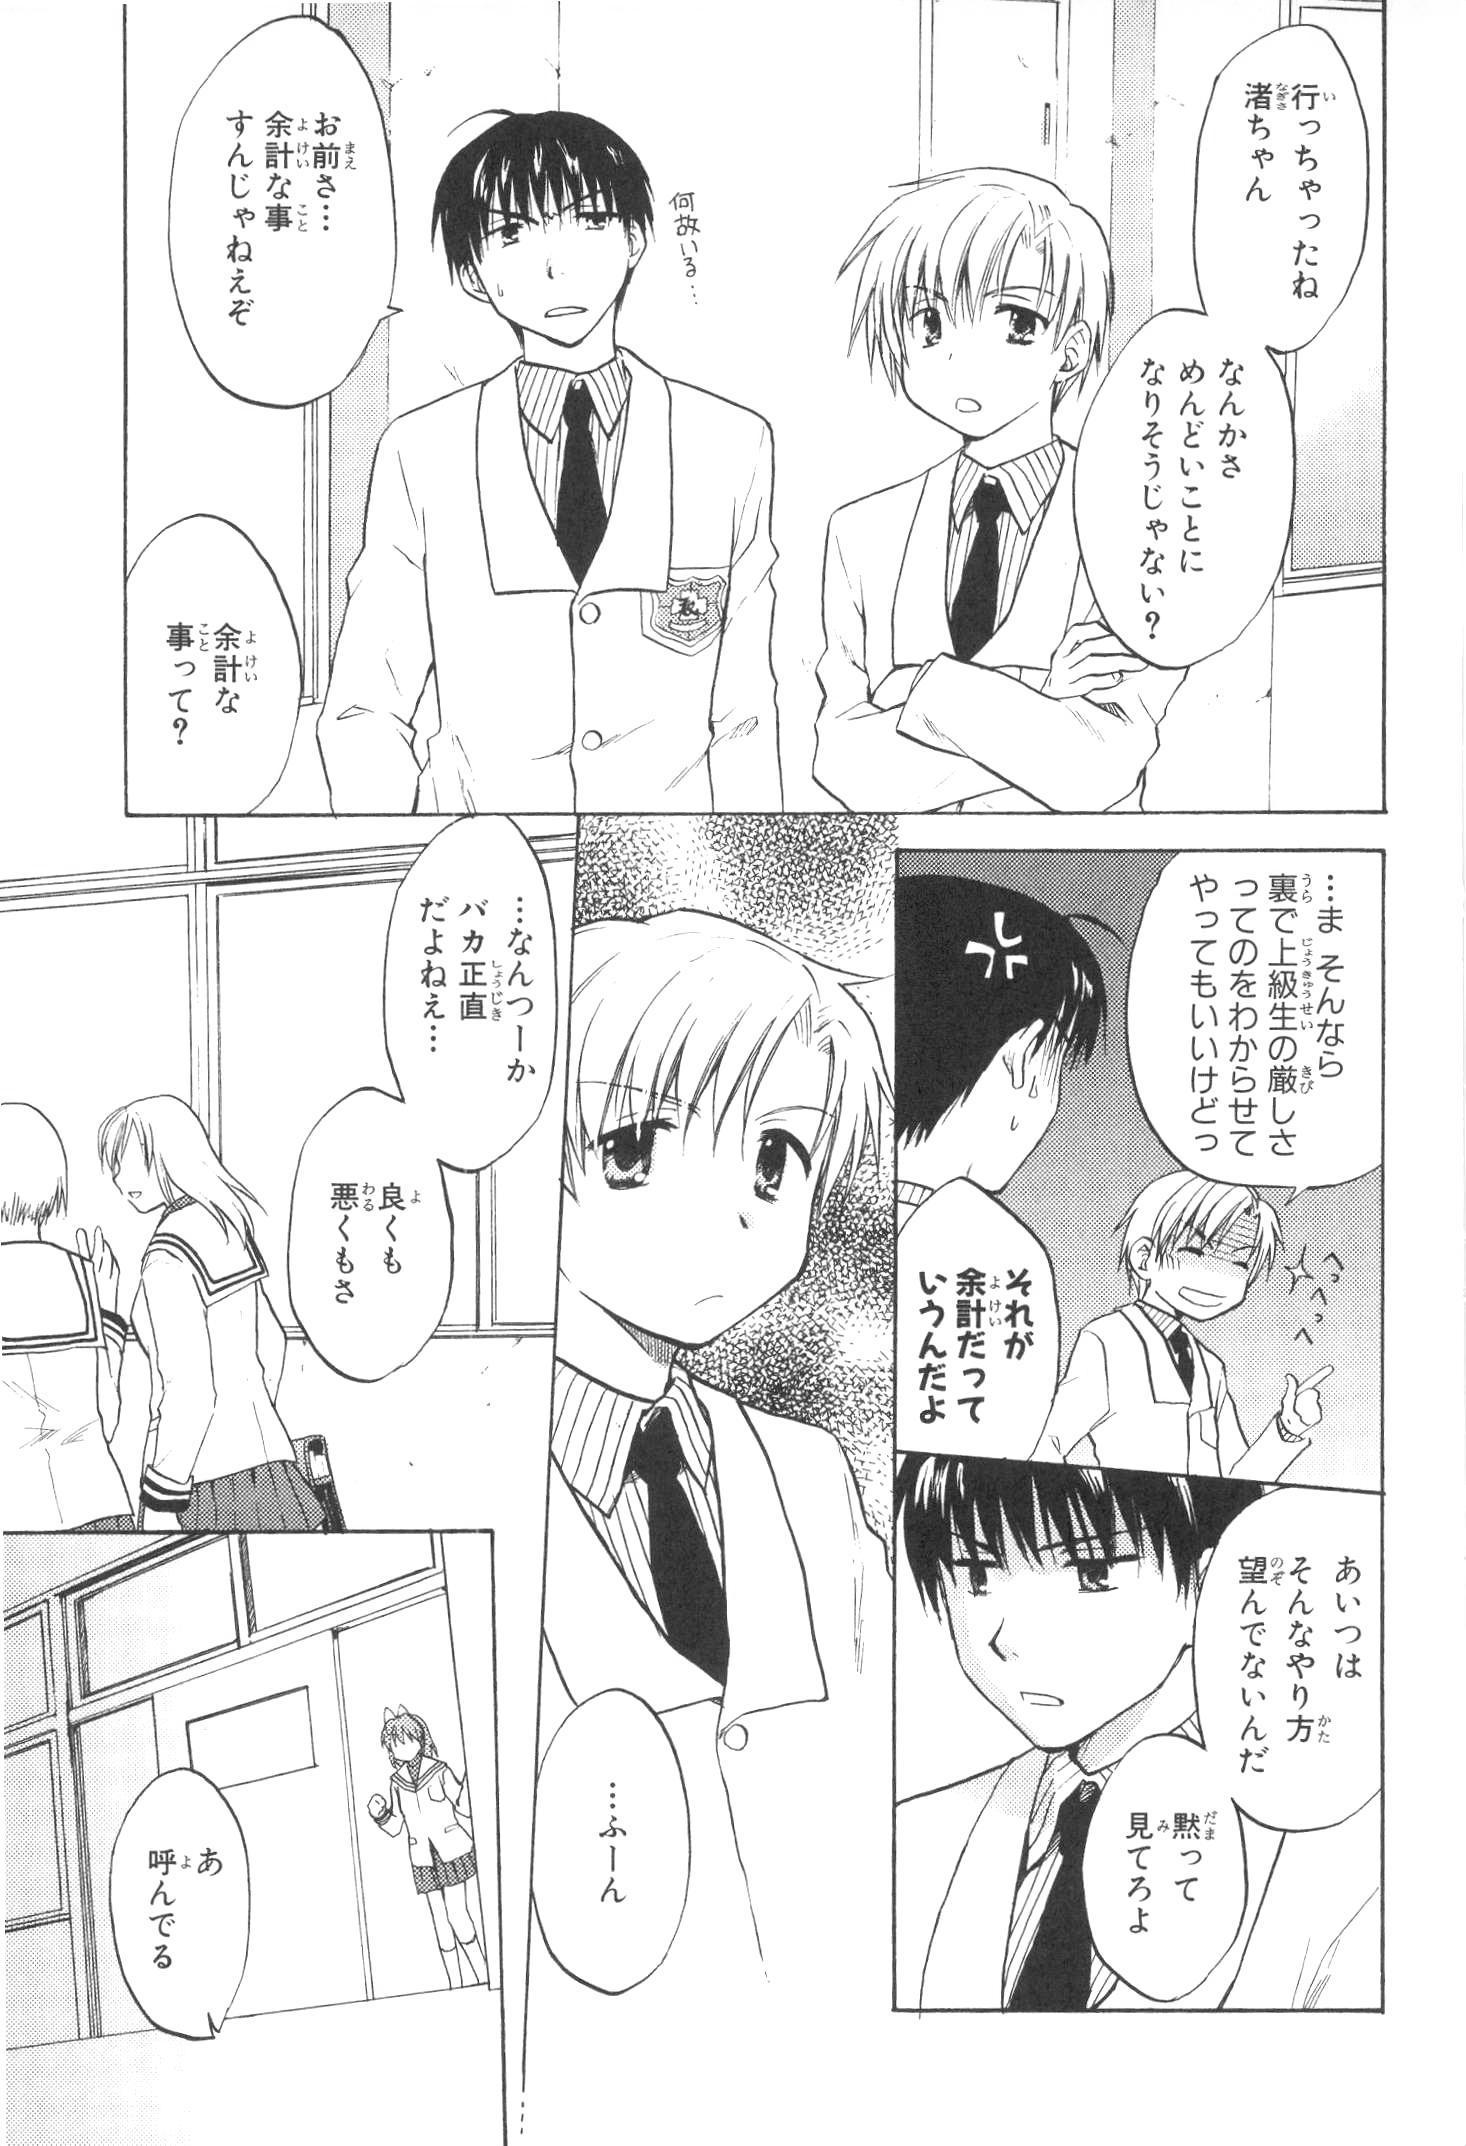 行っちゃったね
渚ちゃん
なんかさ
めんどいことに
なりそうじゃない？
何故いる…
お前さ…
余計な事
すんじゃねえぞ
余計な
事って？
…ま そんなら
裏で上級生の厳しさ
ってのをわからせて
やってもいいけどっ
へっへっへっ
それが
余計だって
いうんだよ
あいつは
そんなやり方
望んでないんだ
黙って
見てろよ
…ふーん
…なんつーか
バカ正直
だよねえ…
良くも
悪くもさ
あ
呼んでる